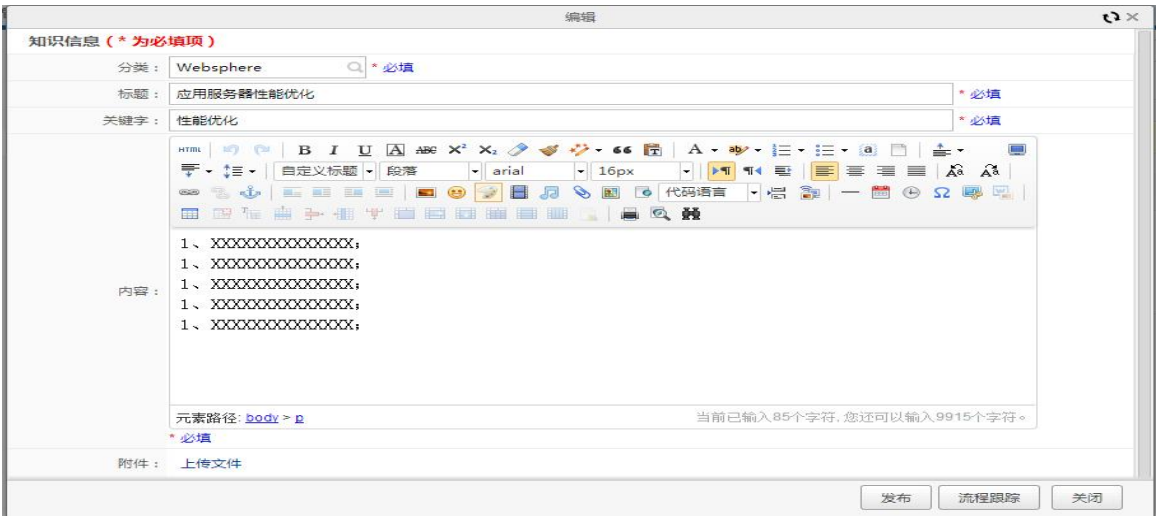 编辑
知识信息 ( * 为必填项 )
分类 : Websphere * 必填
标题 : 应用服务器性能优化 * 必填
关键字 : 性能优化 * 必填
HTML B I U A ABC X² X₂ 66 A ab a
自定义标题 段落 arial 16px
代码语言 Ω
内容 :
1、XXXXXXXXXXXXXX;
1、XXXXXXXXXXXXXX;
1、XXXXXXXXXXXXXX;
1、XXXXXXXXXXXXXX;
1、XXXXXXXXXXXXXX;
元素路径: body > p 当前已输入85个字符, 您还可以输入9915个字符。
* 必填
附件 : 上传文件
发布 流程跟踪 关闭